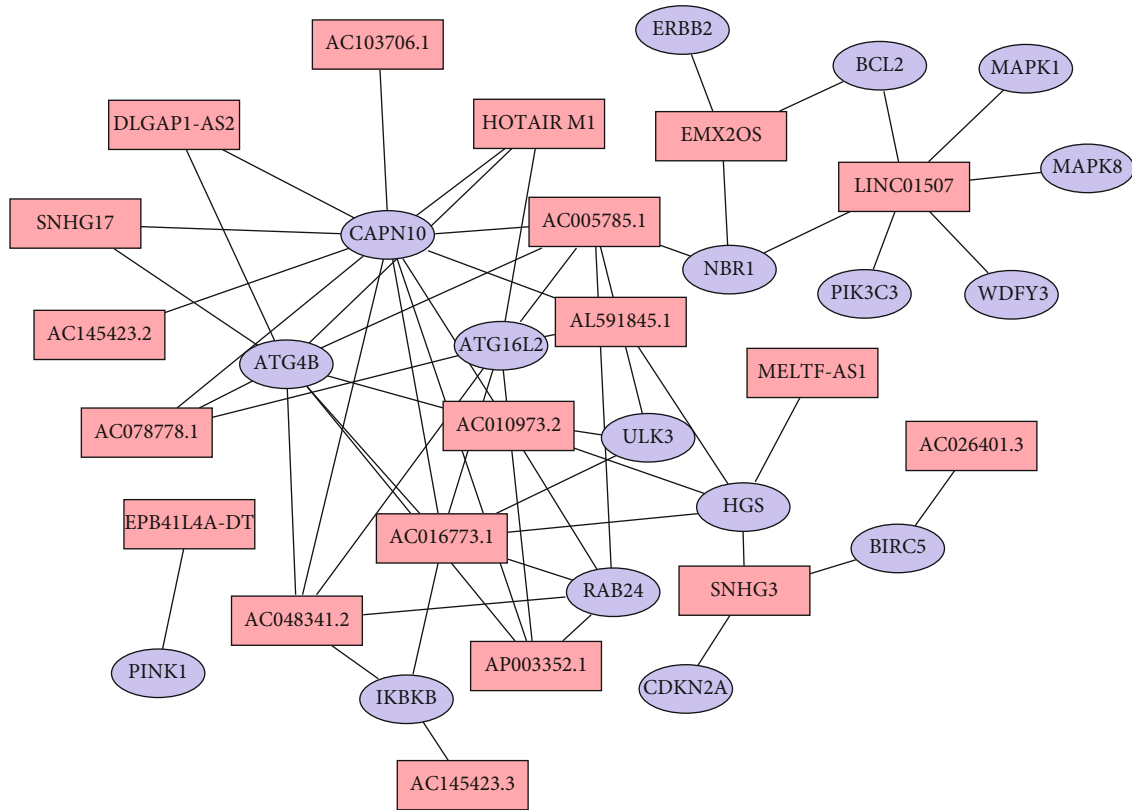 ERBB2
AC103706.1
BCL2
MAPK1
DLGAP1-AS2
HOTAIR M1
EMX2OS
MAPK8
LINC01507
SNHG17
AC005785.1
CAPN10
NBR1
PIK3C3
WDFY3
AL591845.1
AC145423.2
ATG16L2
ATG4B
MELTF-AS1
AC078778.1
AC010973.2
ULK3
AC026401.3
EPB41L4A-DT
HGS
AC016773.1
BIRC5
RAB24
SNHG3
AC048341.2
AP003352.1
PINK1
IKBKB
CDKN2A
AC145423.3